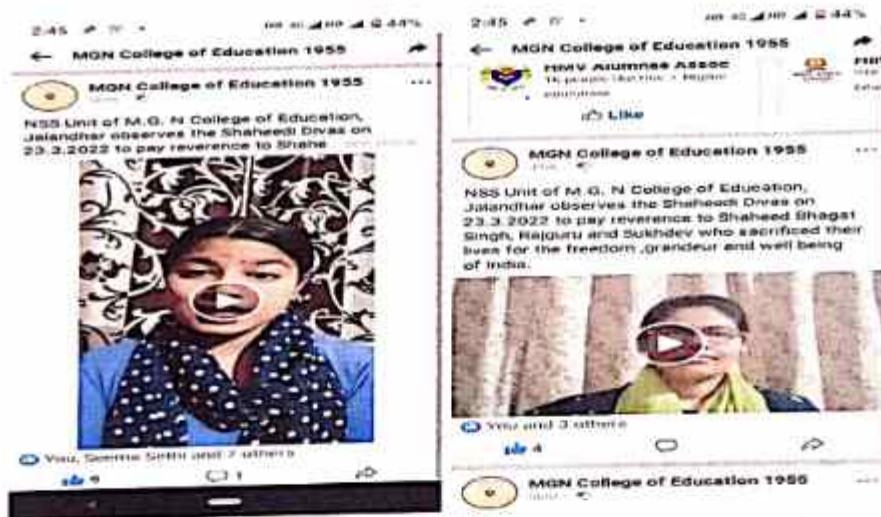 2:45
44%
← MGN College of Education 1955
MGN College of Education 1955
NSS Unit of M.G. N College of Education,
Jalandhar observes the Shaheedi Divas on
23.3.2022 to pay reverence to Shahe
You, Seema Sethi and 7 others
9
1
2:45
44%
← MGN College of Education 1955
HMV Alumnae Assoc
Like
MGN College of Education 1955
NSS Unit of M.G. N College of Education,
Jalandhar observes the Shaheedi Divas on
23.3.2022 to pay reverence to Shaheed Bhagat
Singh, Rajguru and Sukhdev who sacrificed their
lives for the freedom ,grandeur and well being
of India.
You and 3 others
4
MGN College of Education 1955